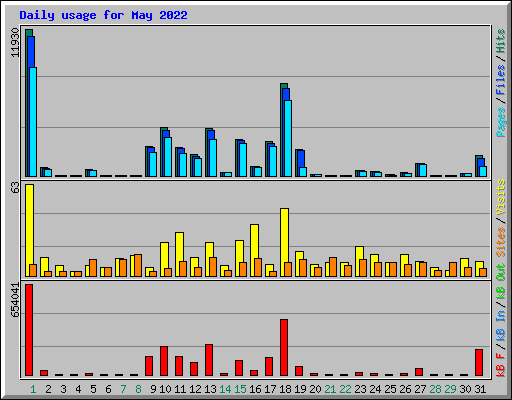 Daily usage for May 2022
11930
Pages / Files / Hits
63
Sites / Visits
654041
kB F / kB In / kB Out
1 2 3 4 5 6 7 8 9 10 11 12 13 14 15 16 17 18 19 20 21 22 23 24 25 26 27 28 29 30 31